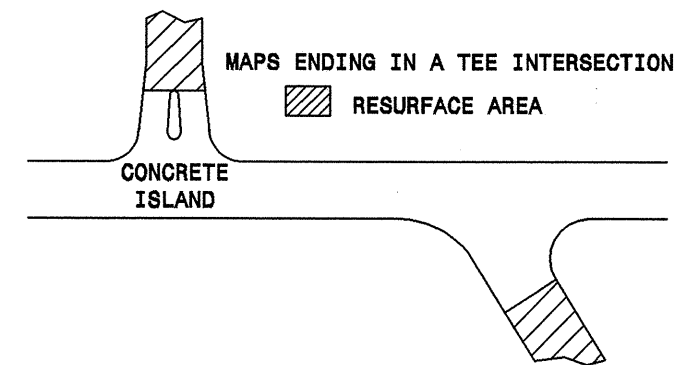 MAPS ENDING IN A TEE INTERSECTION
RESURFACE AREA
CONCRETE
ISLAND